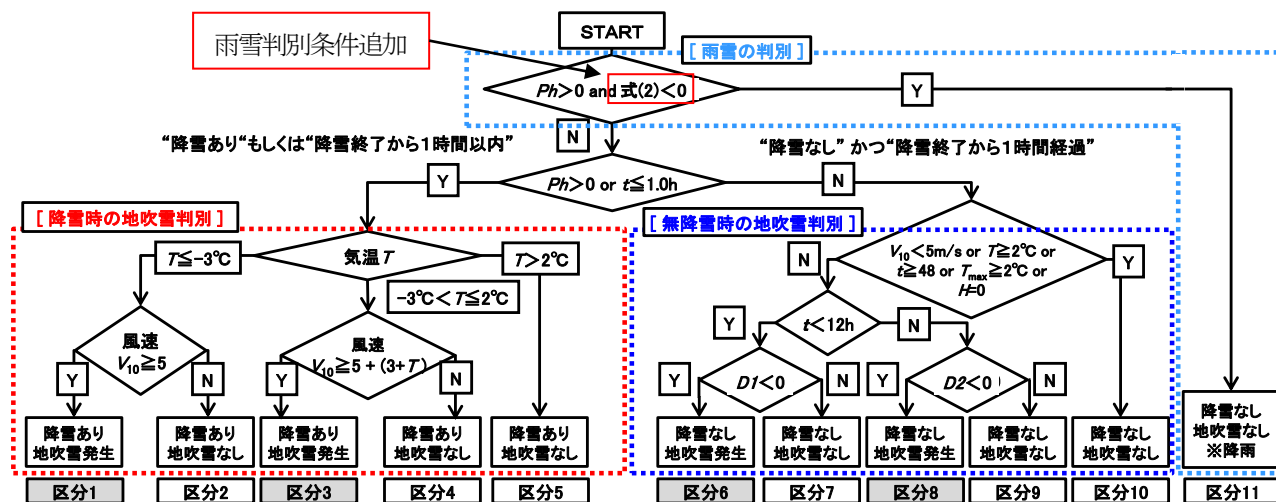 START
雨雪判別条件追加
[ 雨雪の判別 ]
Ph＞0 and 式(2)＜0
Y
N
“降雪あり“もしくは“降雪終了から1時間以内”
“降雪なし” かつ“降雪終了から1時間経過”
Ph＞0 or t≦1.0h
Y
N
[ 降雪時の地吹雪判別 ]
[ 無降雪時の地吹雪判別 ]
気温T
T≦-3℃
T＞2℃
-3℃＜T≦2℃
V10＜5m/s or T≧2℃ or
t≧48 or Tmax≧2℃ or
H=0
N
Y
風速
V10≧5
Y
N
風速
V10≧5＋(3+T)
Y
N
t＜12h
Y
N
D1＜0
Y
N
D2＜0
Y
N
降雪あり
地吹雪発生
降雪あり
地吹雪なし
降雪あり
地吹雪発生
降雪あり
地吹雪なし
降雪あり
地吹雪なし
降雪なし
地吹雪発生
降雪なし
地吹雪なし
降雪なし
地吹雪発生
降雪なし
地吹雪なし
降雪なし
地吹雪なし
降雪なし
地吹雪なし
※降雨
区分1
区分2
区分3
区分4
区分5
区分6
区分7
区分8
区分9
区分10
区分11